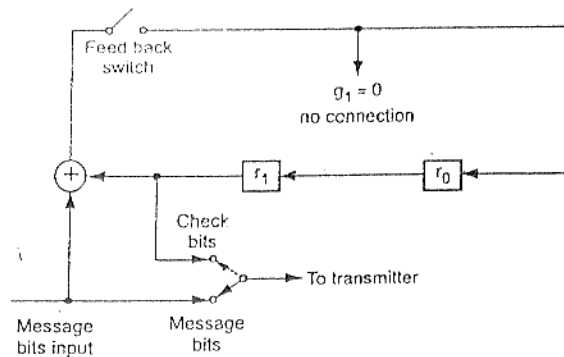 Feed back
switch
g1 = 0
no connection
+
r1
r0
Check
bits
To transmitter
Message
bits input
Message
bits